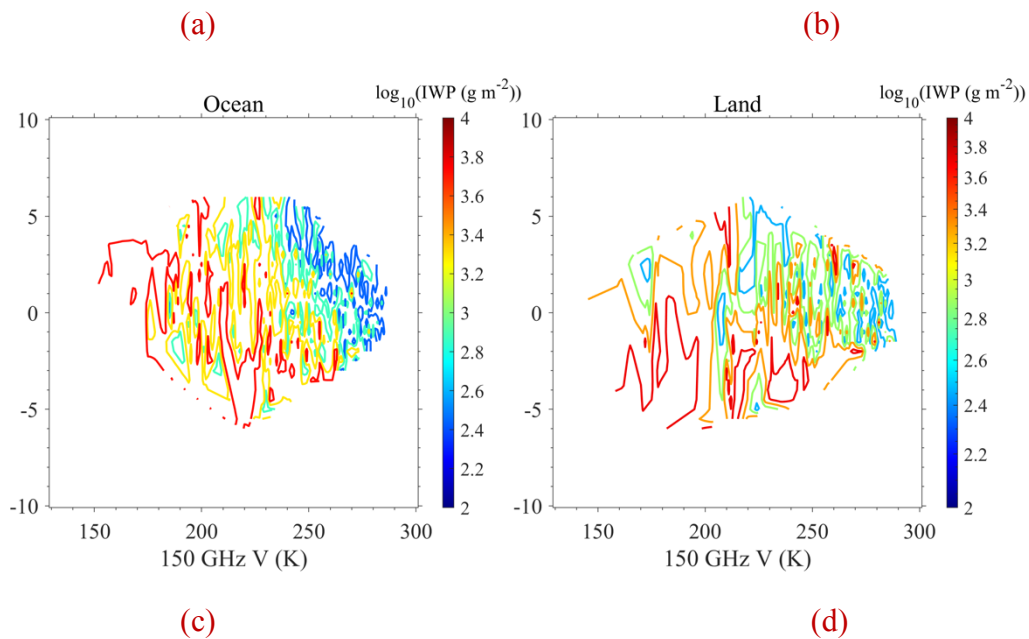 (a) (b)
Ocean log₁₀(IWP (g m⁻²)) Land log₁₀(IWP (g m⁻²))
10 4 10 4
3.8 3.8
5 3.6 5 3.6
3.4 3.4
3.2 3.2
0 3 0 3
2.8 2.8
-5 2.6 -5 2.6
2.4 2.4
2.2 2.2
-10 2 -10 2
150 200 250 300 150 200 250 300
150 GHz V (K) 150 GHz V (K)
(c) (d)